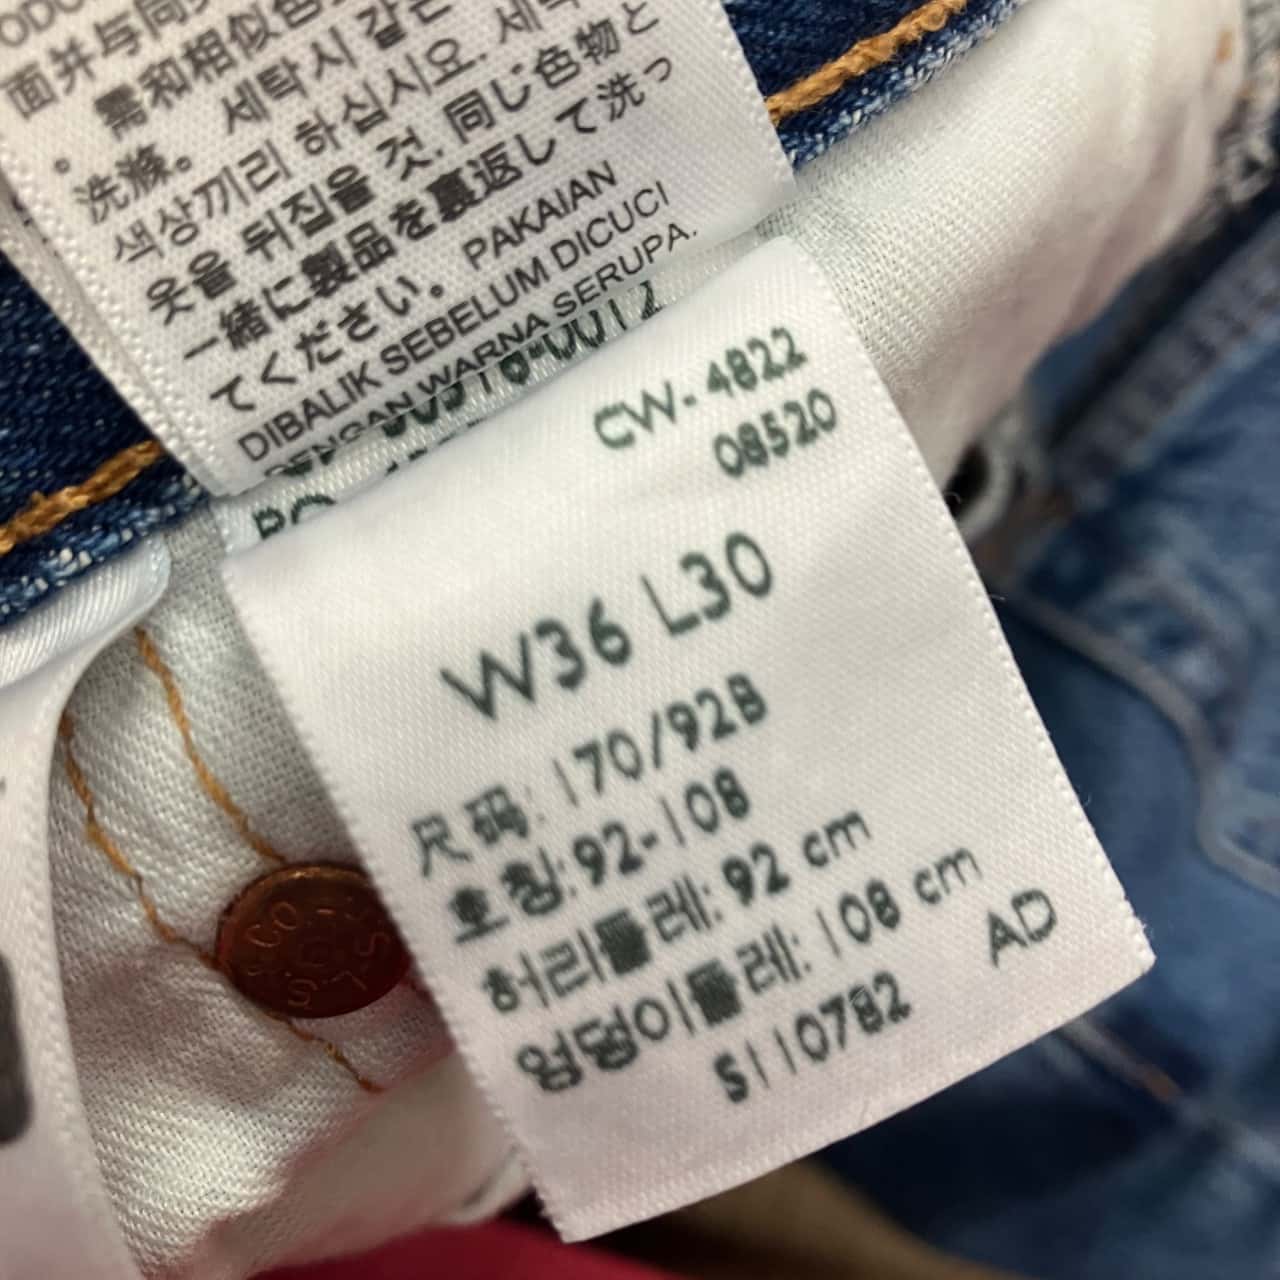 面并与同
。需和相似色
洗滌。 세탁시 같은
색상끼리 하십시요. 세탁
옷을 뒤집을 것. 同じ色物と
一緒に製品を裏返して洗っ
てください。 PAKAIAN
DIBALIK SEBELUM DICUCI
DENGAN WARNA SERUPA.
CW-4822
08520
W36 L30
尺码: 170/92B
호칭:92-108
허리둘레: 92 cm
엉덩이둘레: 108 cm
AD
S110782
CO